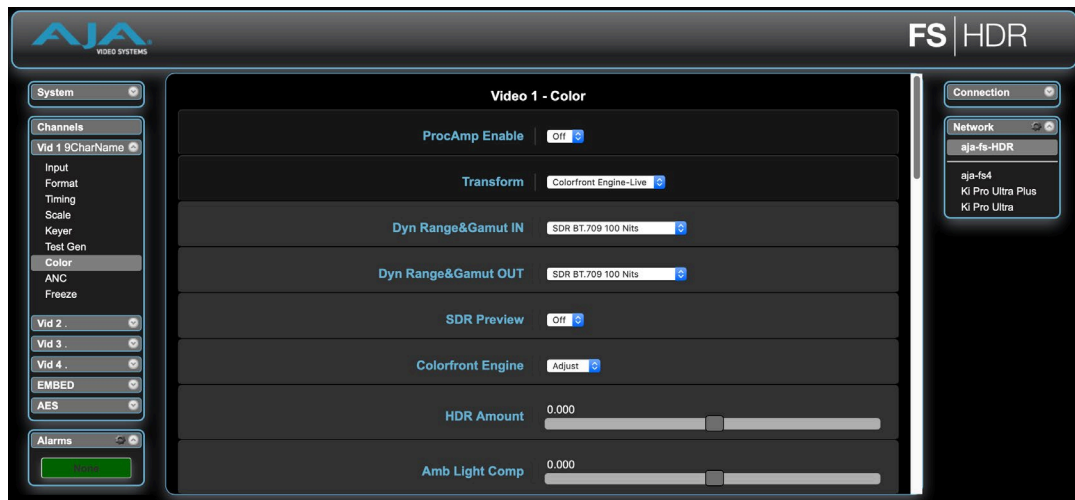 AJA
VIDEO SYSTEMS
FS HDR
System
Channels
Vid 1 9CharName
Input
Format
Timing
Scale
Keyer
Test Gen
Color
ANC
Freeze
Vid 2 .
Vid 3 .
Vid 4 .
EMBED
AES
Alarms
None
Video 1 - Color
ProcAmp Enable Off
Transform Colorfront Engine-Live
Dyn Range&Gamut IN SDR BT.709 100 Nits
Dyn Range&Gamut OUT SDR BT.709 100 Nits
SDR Preview Off
Colorfront Engine Adjust
HDR Amount 0.000
Amb Light Comp 0.000
Connection
Network
aja-fs-HDR
aja-fs4
Ki Pro Ultra Plus
Ki Pro Ultra